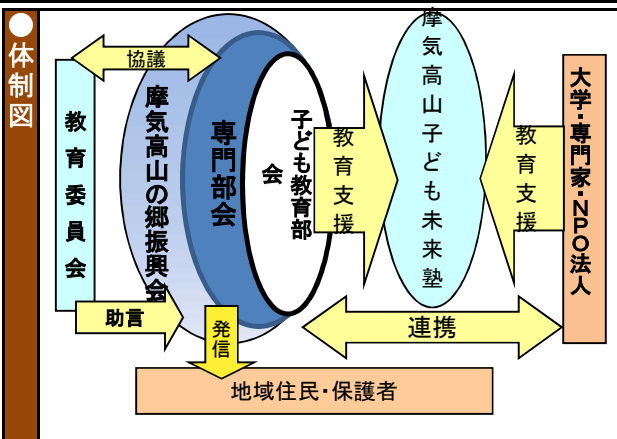 ●体制図
協議
教育委員会
摩気高山の郷振興会
専門部会
子ども教育部
会
教育支援
摩気高山子ども未来塾
教育支援
大学・専門家・NPO法人
助言
発信
連携
地域住民・保護者